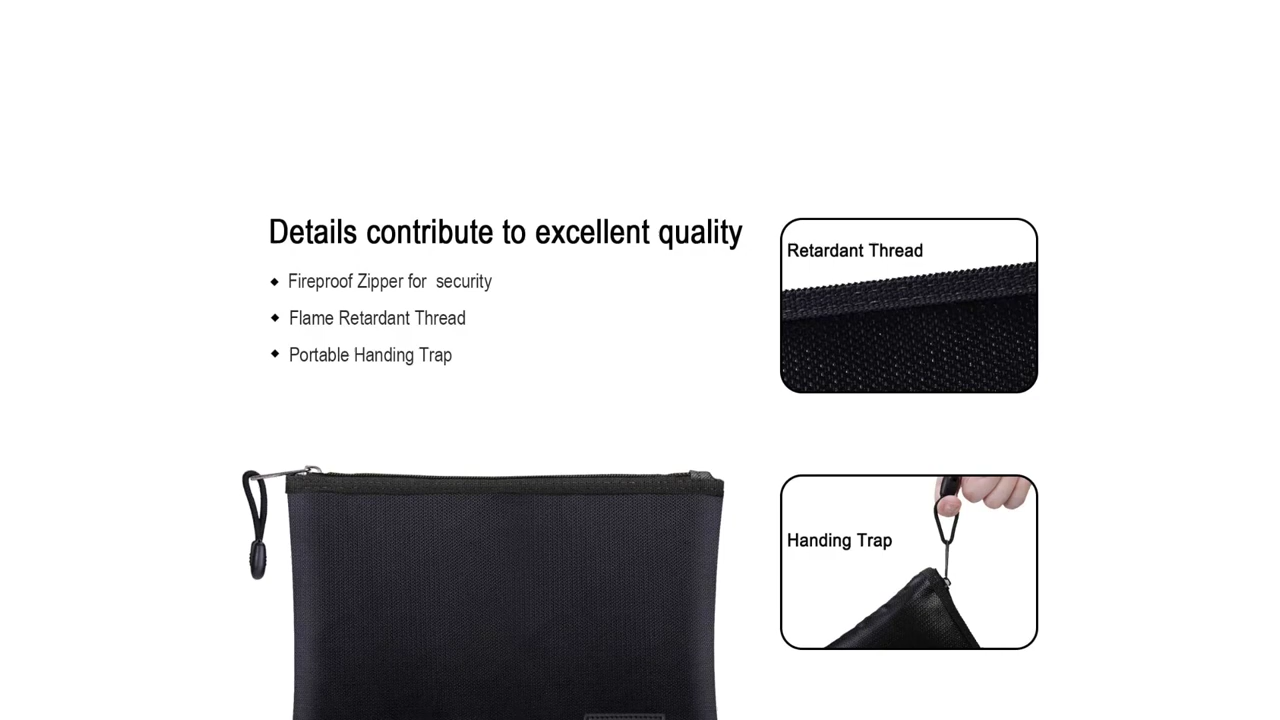 Details contribute to excellent quality
Fireproof Zipper for  security
Flame Retardant Thread
Portable Handing Trap
Retardant Thread
Handing Trap